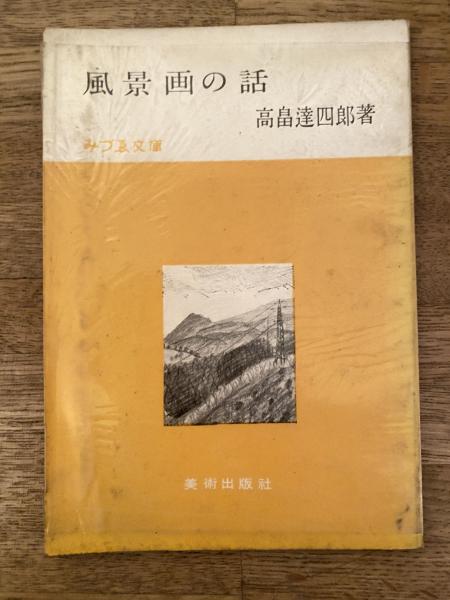 風景画の話
高畠達四郎著
みづゑ文庫
美術出版社